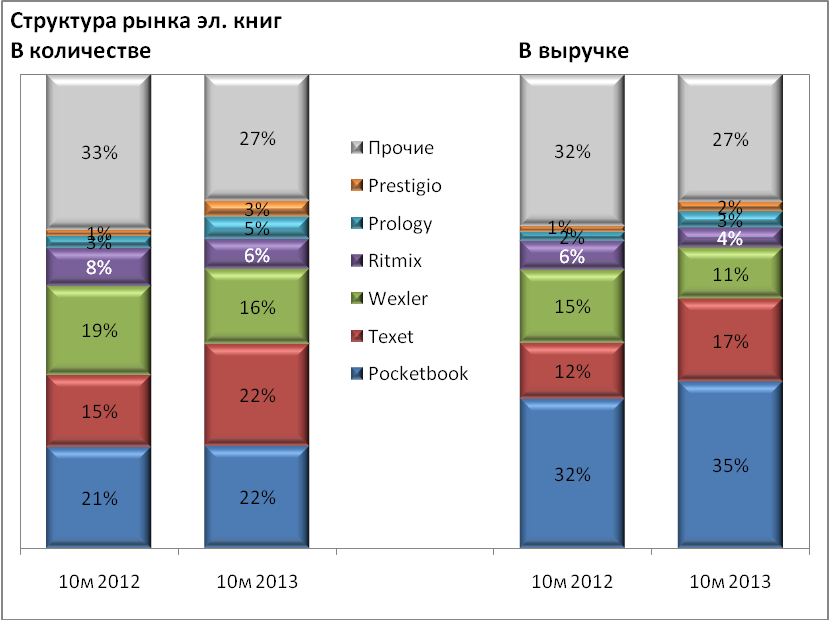 Структура рынка эл. книг
В количестве
В выручке
33%
1%
3%
8%
19%
15%
21%
27%
3%
5%
6%
16%
22%
22%
Прочие
Prestigio
Prology
Ritmix
Wexler
Texet
Pocketbook
32%
1%
2%
6%
15%
12%
32%
27%
2%
3%
4%
11%
17%
35%
10м 2012
10м 2013
10м 2012
10м 2013